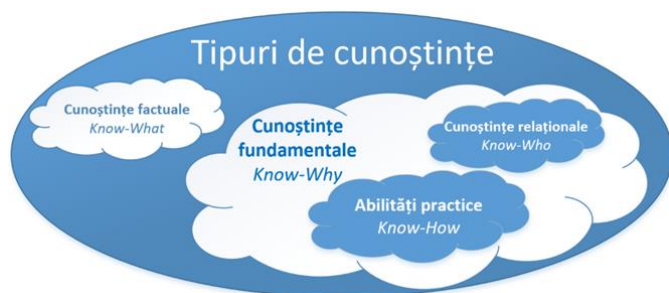 Tipuri de cunoștințe
Cunoștințe factuale
Know-What
Cunoștințe
fundamentale
Know-Why
Cunoștințe relaționale
Know-Who
Abilități practice
Know-How